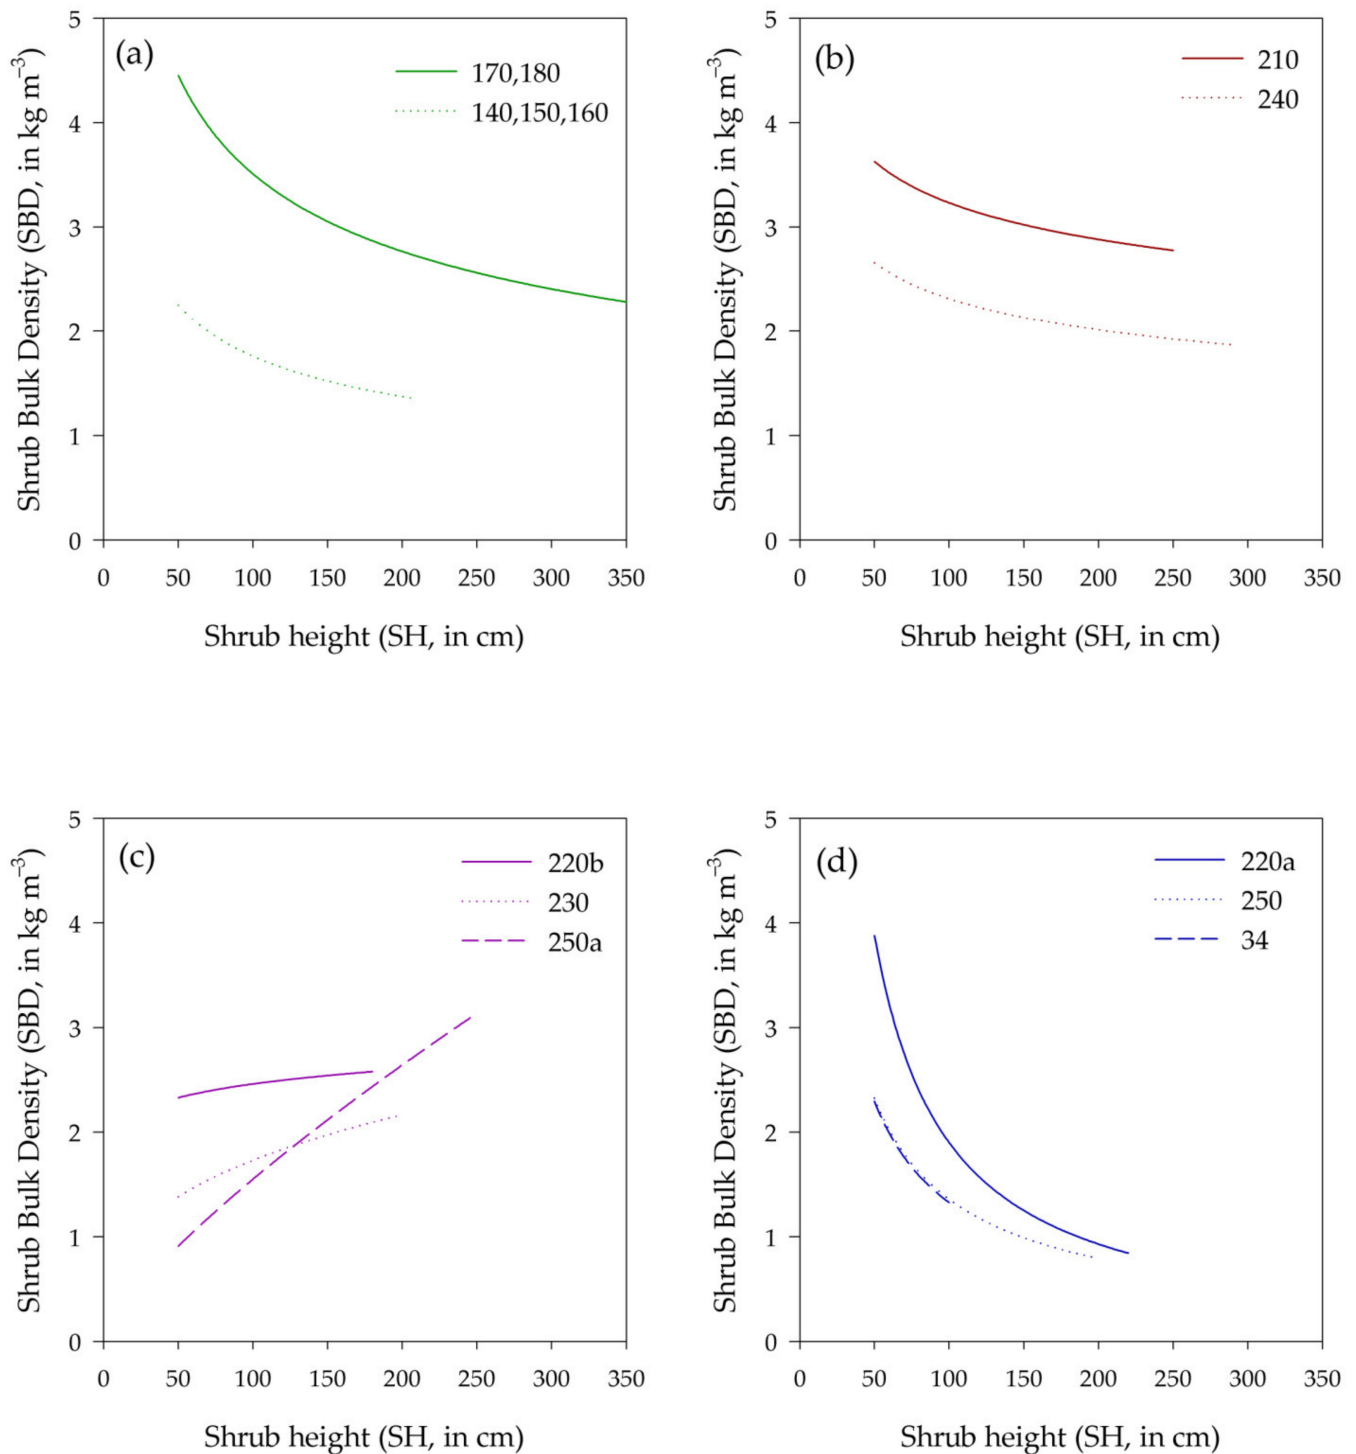 (a)
170,180
140,150,160
Shrub Bulk Density (SBD, in kg m⁻³)
5
4
3
2
1
0
0 50 100 150 200 250 300 350
Shrub height (SH, in cm)
(b)
210
240
Shrub Bulk Density (SBD, in kg m⁻³)
5
4
3
2
1
0
0 50 100 150 200 250 300 350
Shrub height (SH, in cm)
(c)
220b
230
250a
Shrub Bulk Density (SBD, in kg m⁻³)
5
4
3
2
1
0
0 50 100 150 200 250 300 350
Shrub height (SH, in cm)
(d)
220a
250
34
Shrub Bulk Density (SBD, in kg m⁻³)
5
4
3
2
1
0
0 50 100 150 200 250 300 350
Shrub height (SH, in cm)